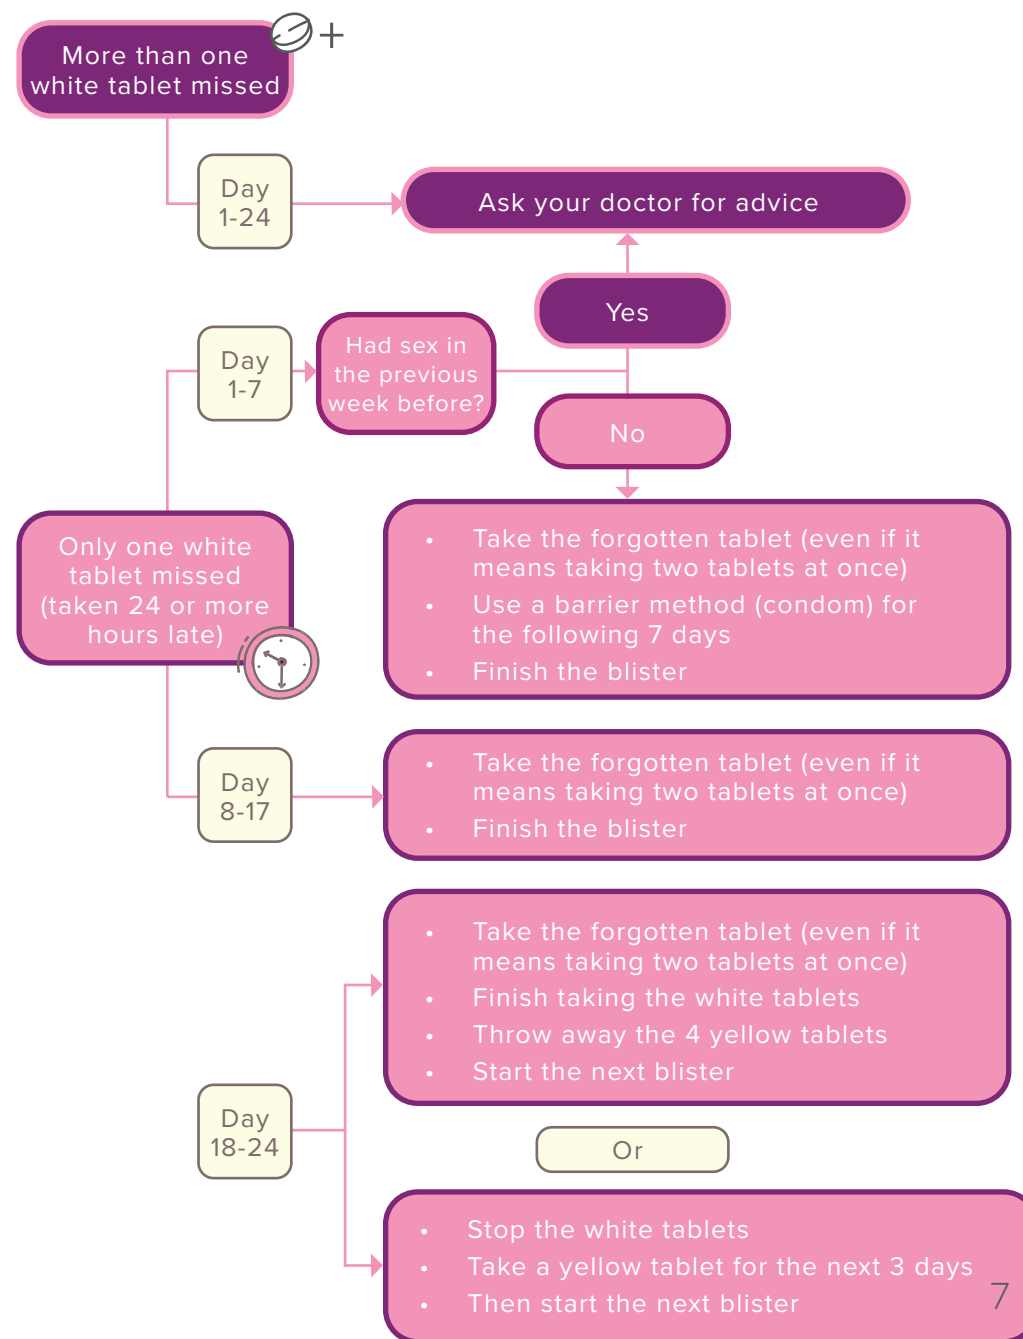 More than one
white tablet missed
+
Day
1-24
Ask your doctor for advice
Yes
Day
1-7
Had sex in
the previous
week before?
No
Only one white
tablet missed
(taken 24 or more
hours late)
• Take the forgotten tablet (even if it
means taking two tablets at once)
• Use a barrier method (condom) for
the following 7 days
• Finish the blister
Day
8-17
• Take the forgotten tablet (even if it
means taking two tablets at once)
• Finish the blister
• Take the forgotten tablet (even if it
means taking two tablets at once)
• Finish taking the white tablets
• Throw away the 4 yellow tablets
• Start the next blister
Day
18-24
Or
• Stop the white tablets
• Take a yellow tablet for the next 3 days
• Then start the next blister
7